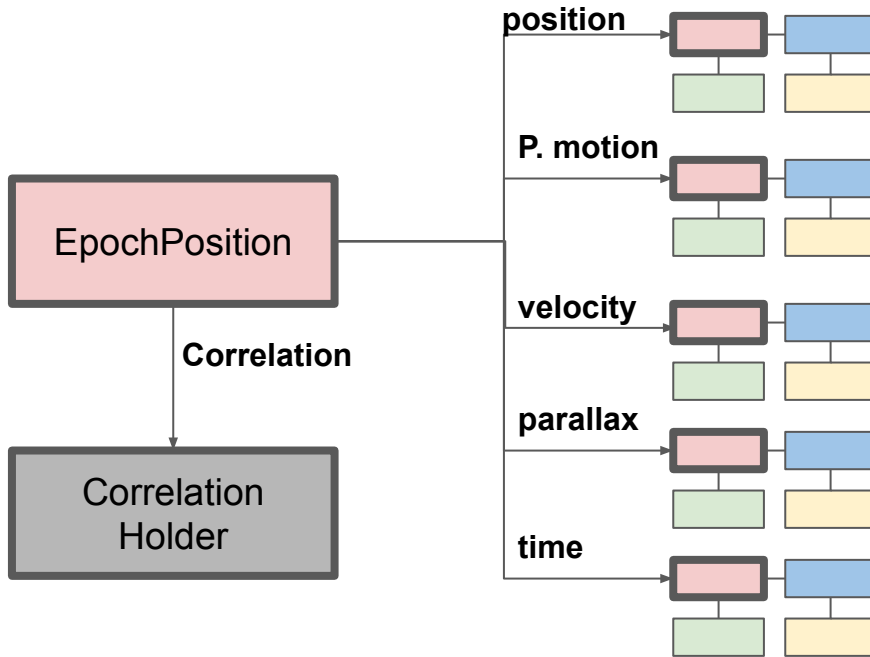 position
P. motion
EpochPosition
velocity
Correlation
parallax
Correlation
Holder
time